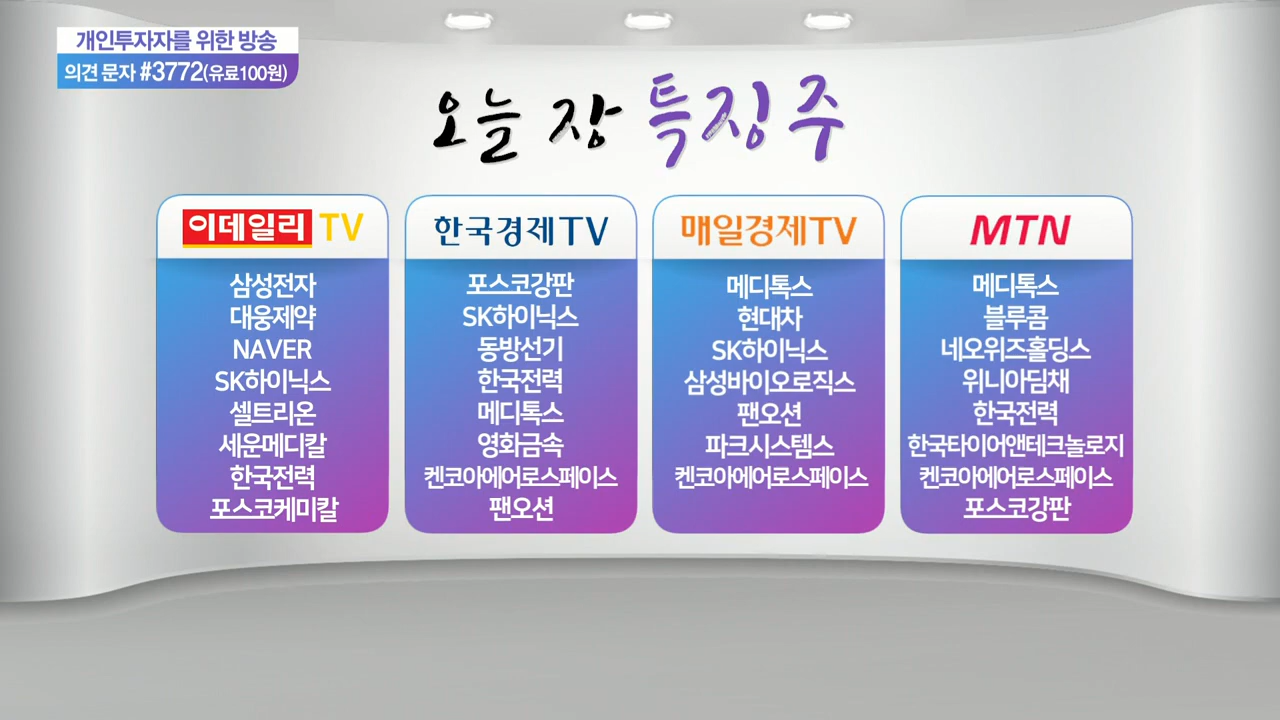 개인투자자를 위한 방송
의견 문자 #3772(유료100원)
오늘 장 특징주
이데일리 TV
삼성전자
대웅제약
NAVER
SK하이닉스
셀트리온
세운메디칼
한국전력
포스코케미칼
한국경제TV
포스코강판
SK하이닉스
동방선기
한국전력
메디톡스
영화금속
켄코아에어로스페이스
팬오션
매일경제TV
메디톡스
현대차
SK하이닉스
삼성바이오로직스
팬오션
파크시스템스
켄코아에어로스페이스
MTN
메디톡스
블루콤
네오위즈홀딩스
위니아딤채
한국전력
한국타이어앤테크놀로지
켄코아에어로스페이스
포스코강판